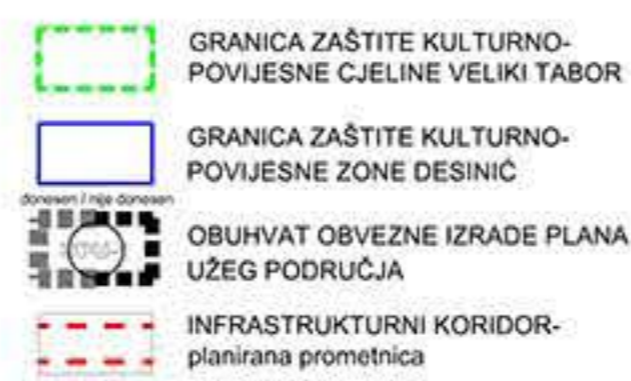 GRANICA ZAŠTITE KULTURNO-
POVIJESNE CJELINE VELIKI TABOR
GRANICA ZAŠTITE KULTURNO-
POVIJESNE ZONE DESINIĆ
donesen / nije donesen
OBUHVAT OBVEZNE IZRADE PLANA
UŽEG PODRUČJA
INFRASTRUKTURNI KORIDOR-
planirana prometnica